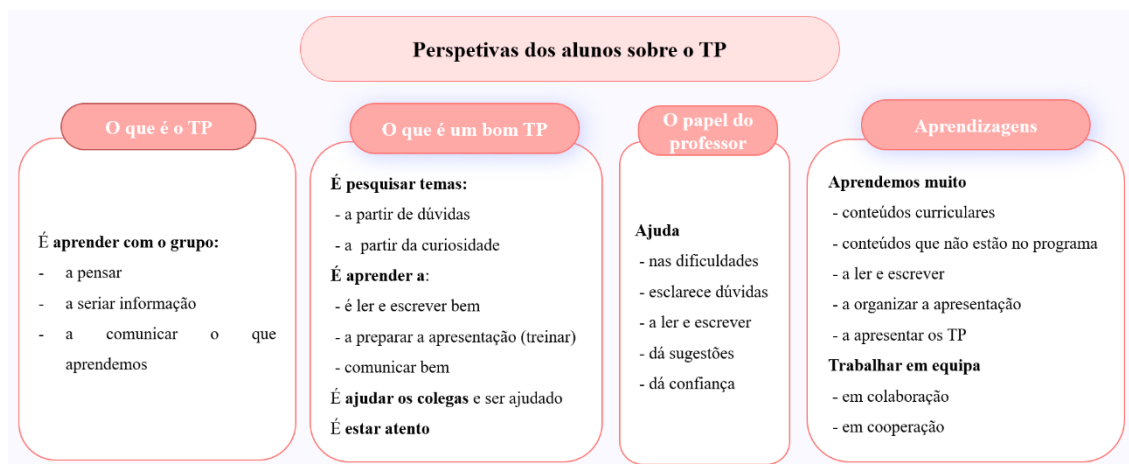 Perspetivas dos alunos sobre o TP
O que é o TP
É aprender com o grupo:
- a pensar
- a seriar informação
- a comunicar o que
aprendemos
O que é um bom TP
É pesquisar temas:
- a partir de dúvidas
- a partir da curiosidade
É aprender a:
- é ler e escrever bem
- a preparar a apresentação (treinar)
- comunicar bem
É ajudar os colegas e ser ajudado
É estar atento
O papel do
professor
Ajuda
- nas dificuldades
- esclarece dúvidas
- a ler e escrever
- dá sugestões
- dá confiança
Aprendizagens
Aprendemos muito
- conteúdos curriculares
- conteúdos que não estão no programa
- a ler e escrever
- a organizar a apresentação
- a apresentar os TP
Trabalhar em equipa
- em colaboração
- em cooperação